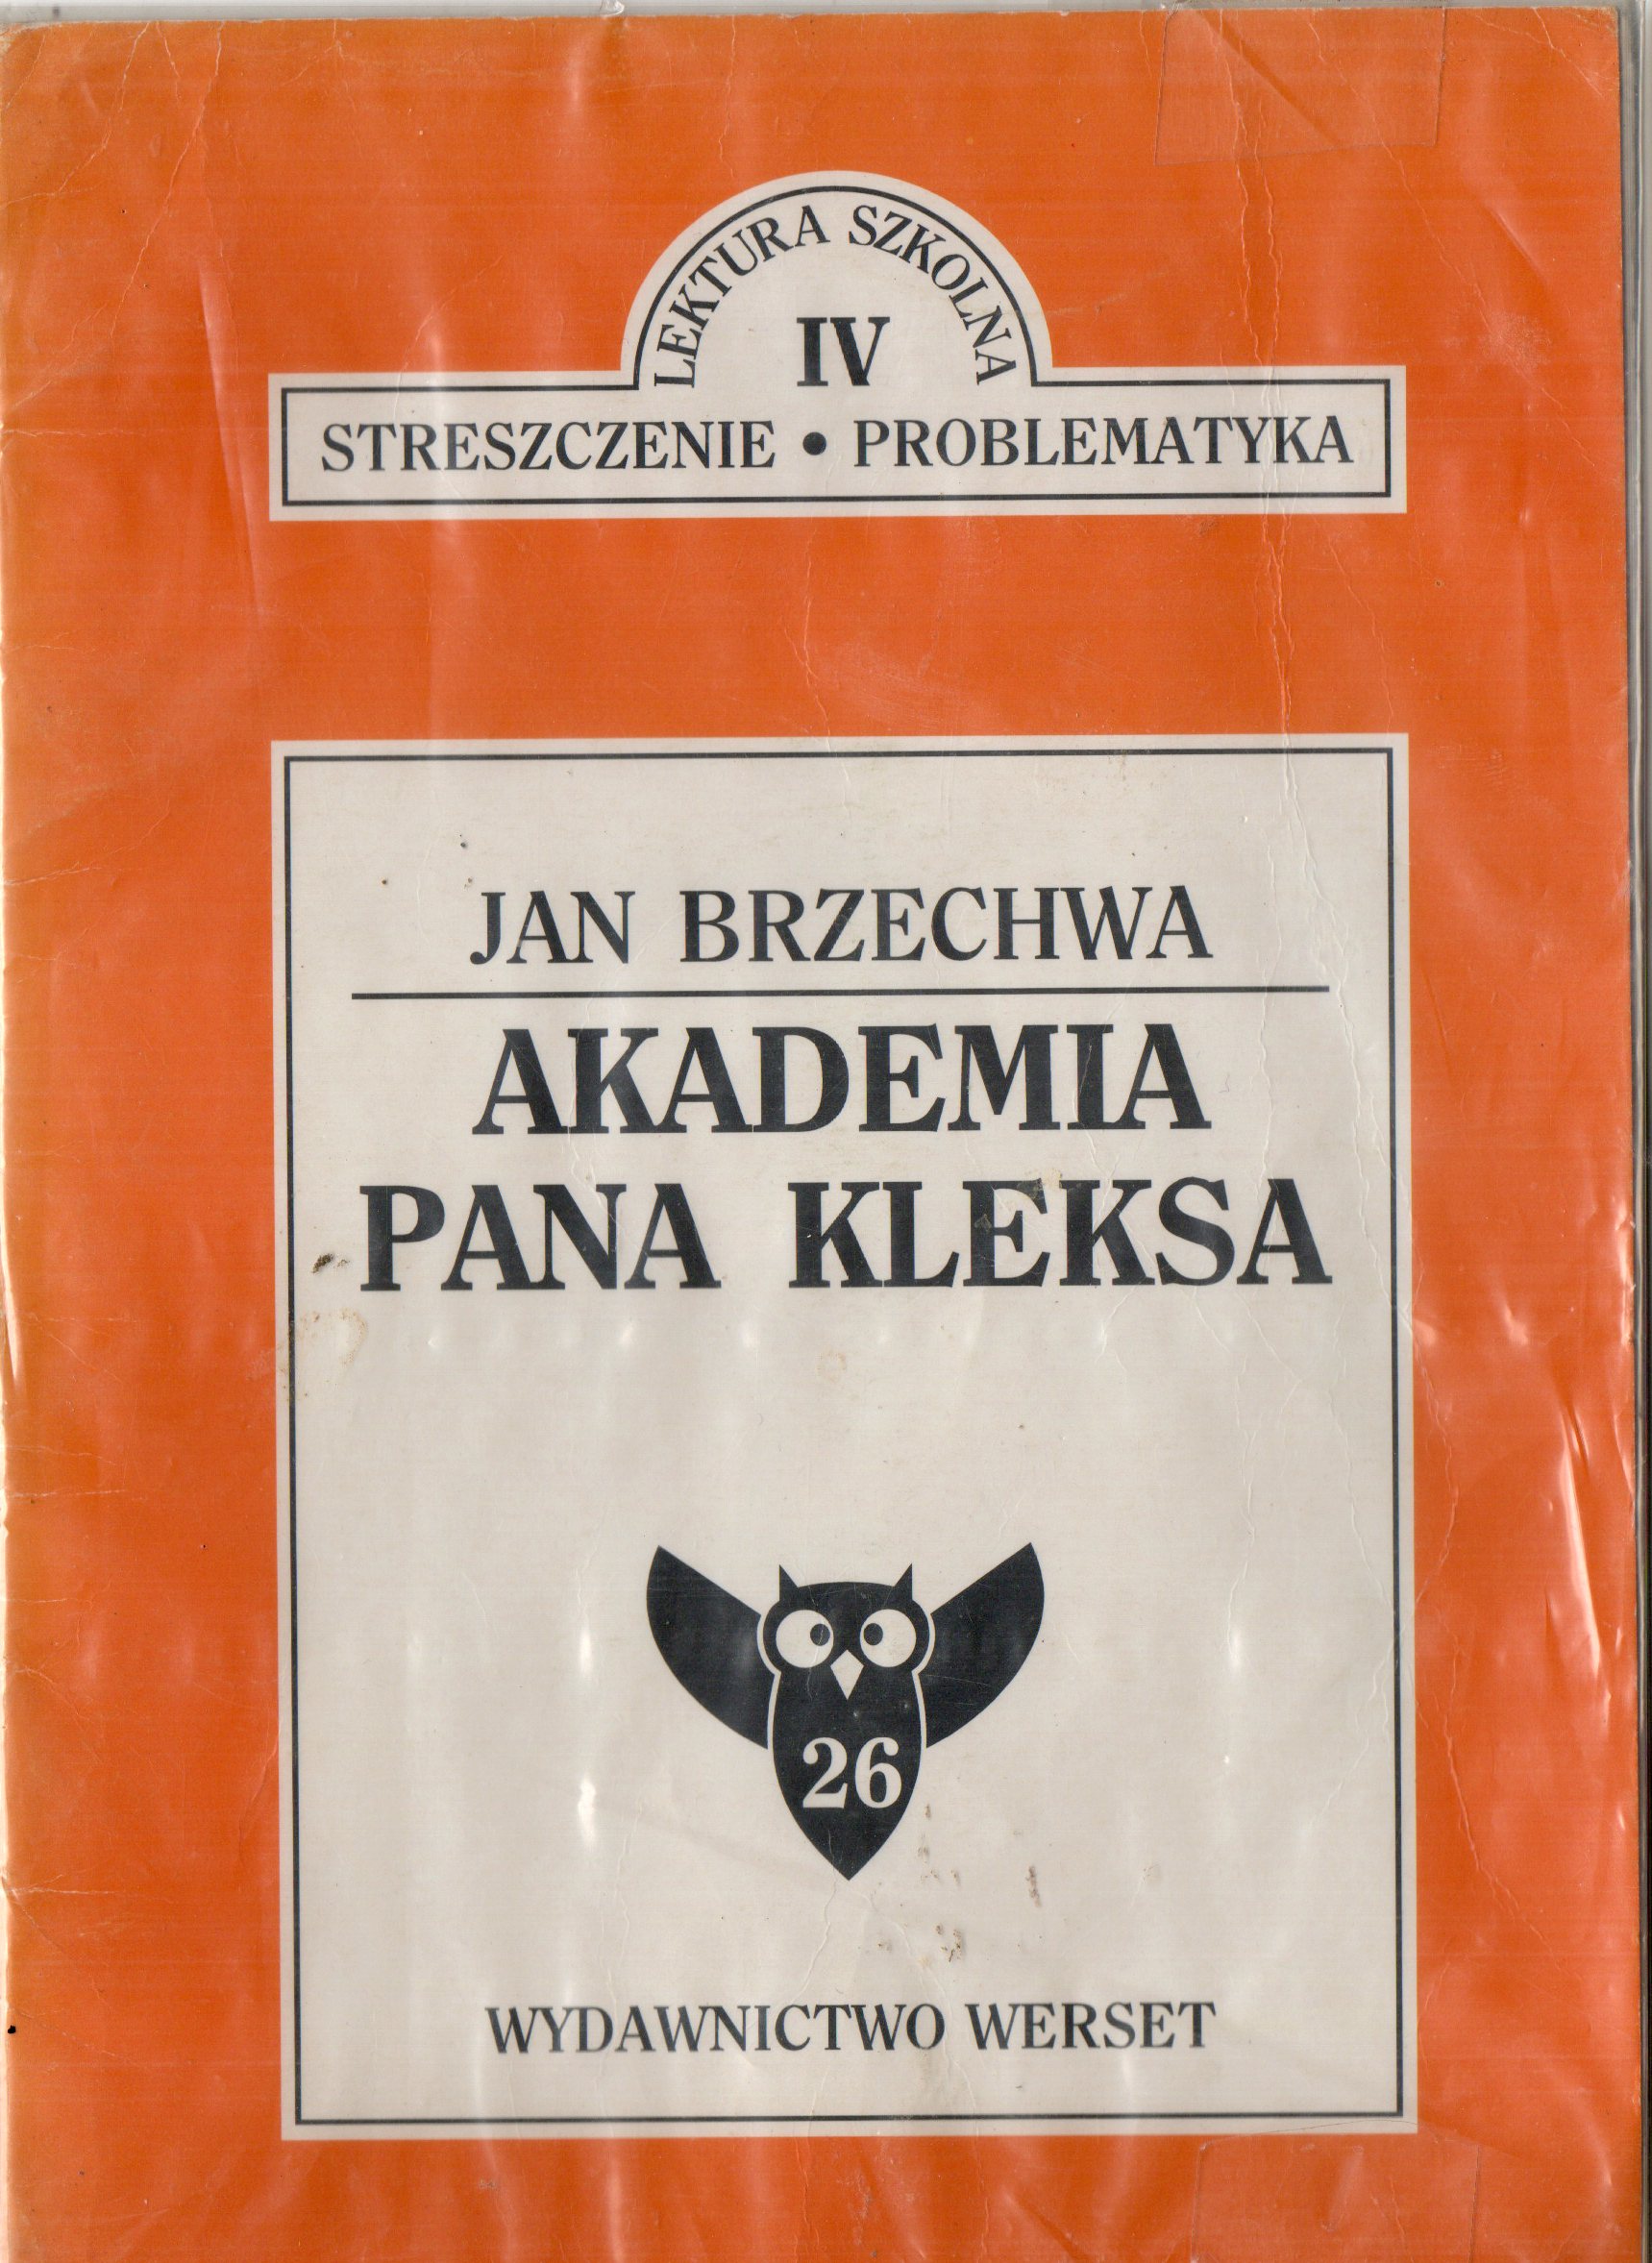 LEKTURA SZKOLNA
IV
STRESZCZENIE • PROBLEMATYKA
JAN BRZECHWA
AKADEMIA
PANA KLEKSA
26
WYDAWNICTWO WERSET